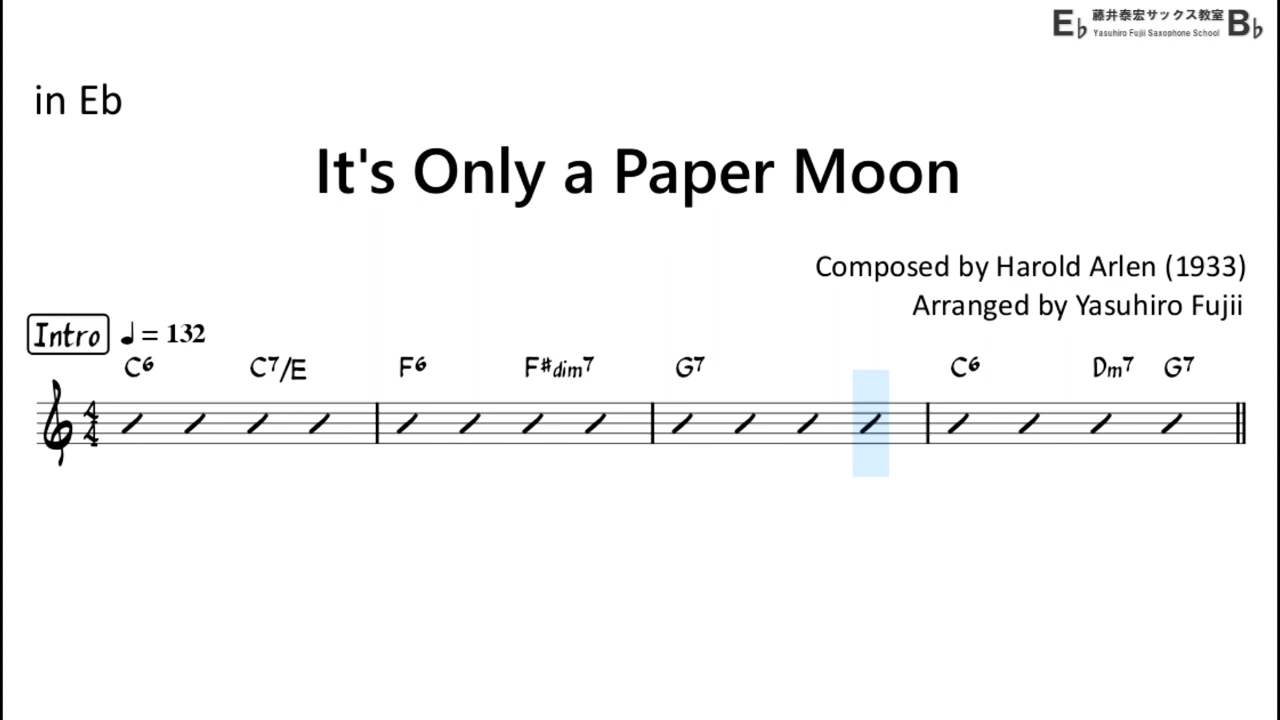 E♭ 藤井泰宏サックス教室 B♭
Yasuhiro Fujii Saxophone School
in Eb
It's Only a Paper Moon
Composed by Harold Arlen (1933)
Arranged by Yasuhiro Fujii
Intro ♩ = 132
C6 C7/E F6 F#dim7 G7 C6 Dm7 G7
4
4